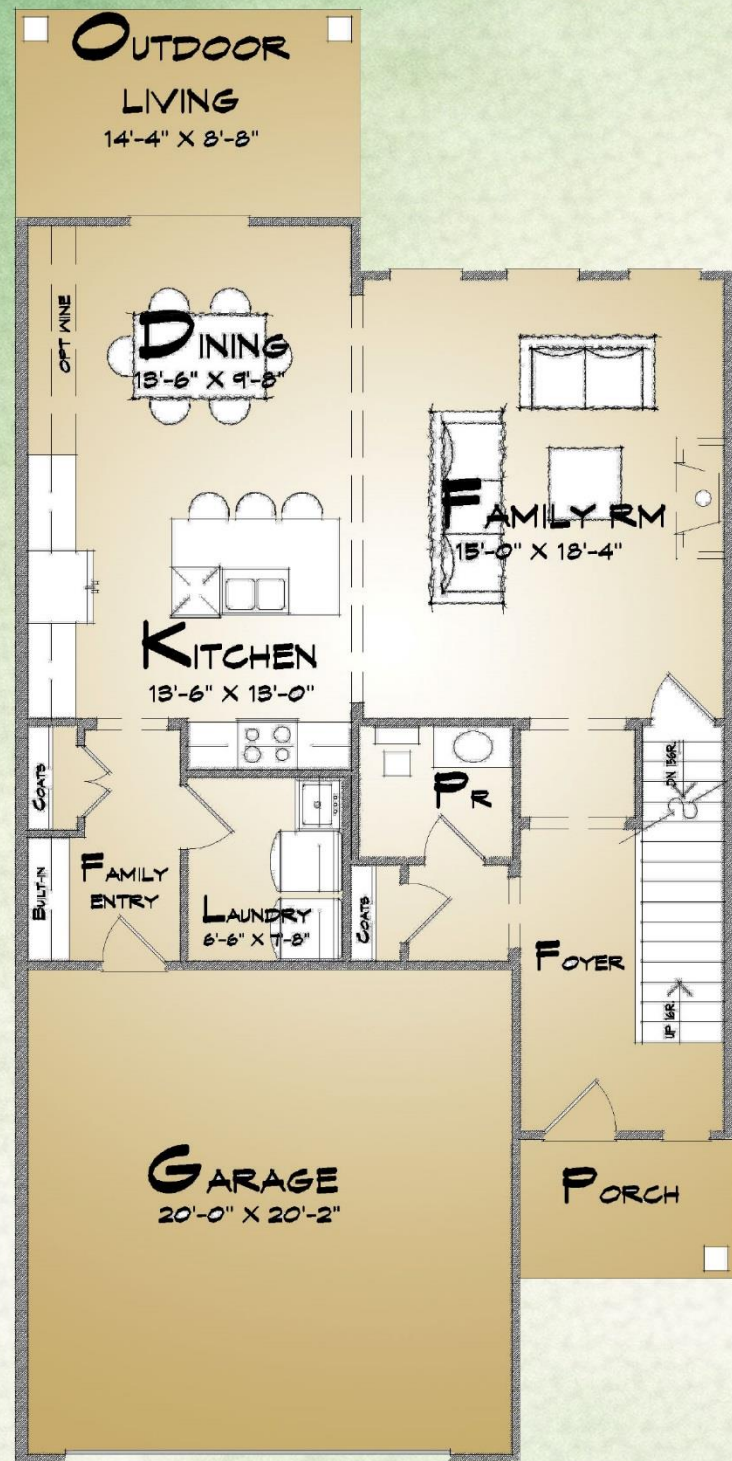 OUTDOOR
LIVING
14'-4" X 8'-8"
OPT WINE
DINING
13'-6" X 9'-8"
FAMILY RM
15'-0" X 18'-4"
KITCHEN
13'-6" X 13'-0"
COATS
PR
DN 15R.
BUILT-IN
FAMILY
ENTRY
LAUNDRY
6'-6" X 7'-8"
COATS
FOYER
UP 16R.
GARAGE
20'-0" X 20'-2"
PORCH